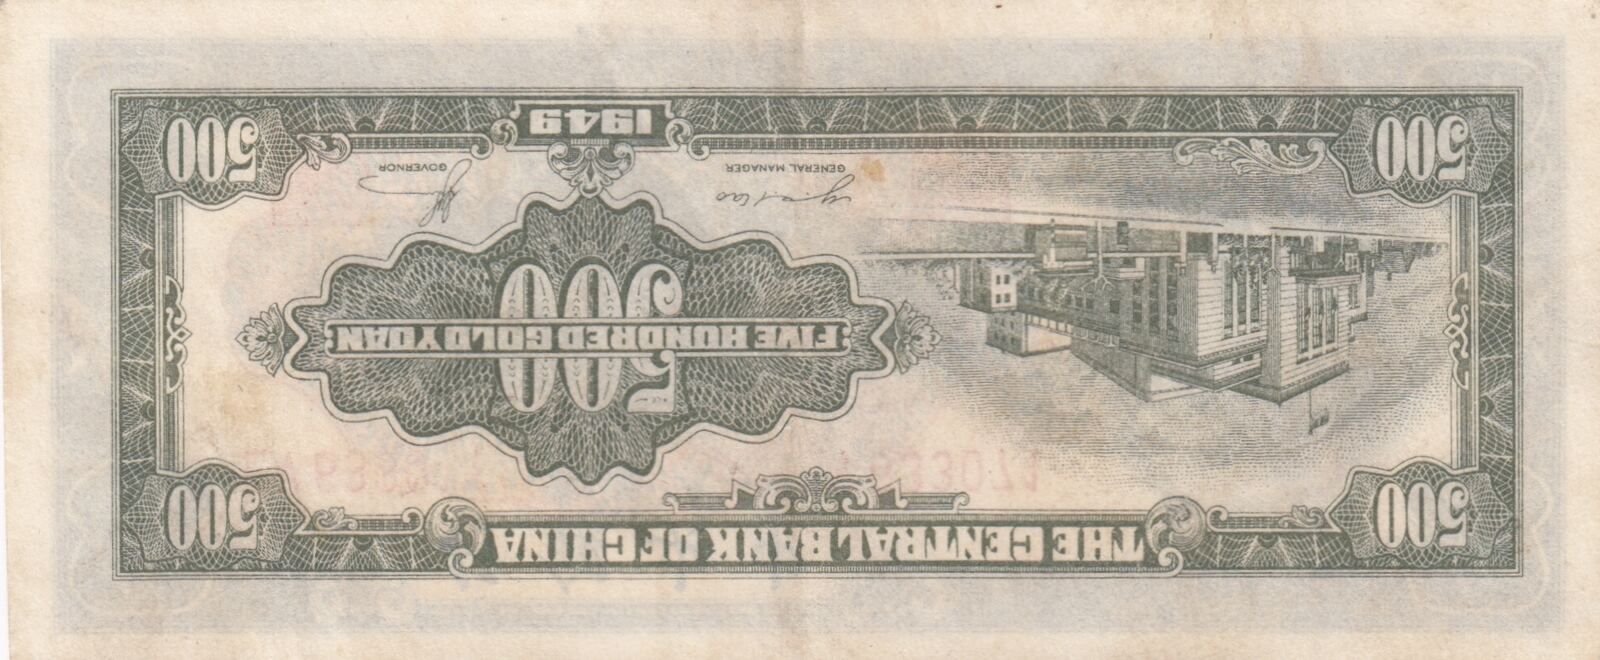 THE CENTRAL BANK OF CHINA
500
500
500
FIVE HUNDRED GOLD YUAN
GENERAL MANAGER
GOVERNOR
500
1949
500